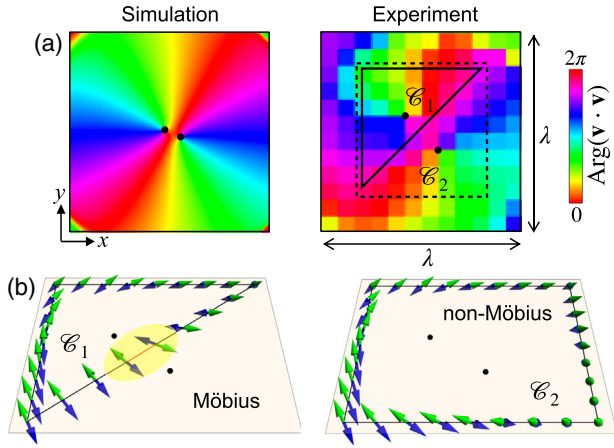 Simulation
Experiment
(a)
y
x
𝒞1
𝒞2
λ
λ
2π
0
Arg(v · v)
(b)
𝒞1
Möbius
non-Möbius
𝒞2